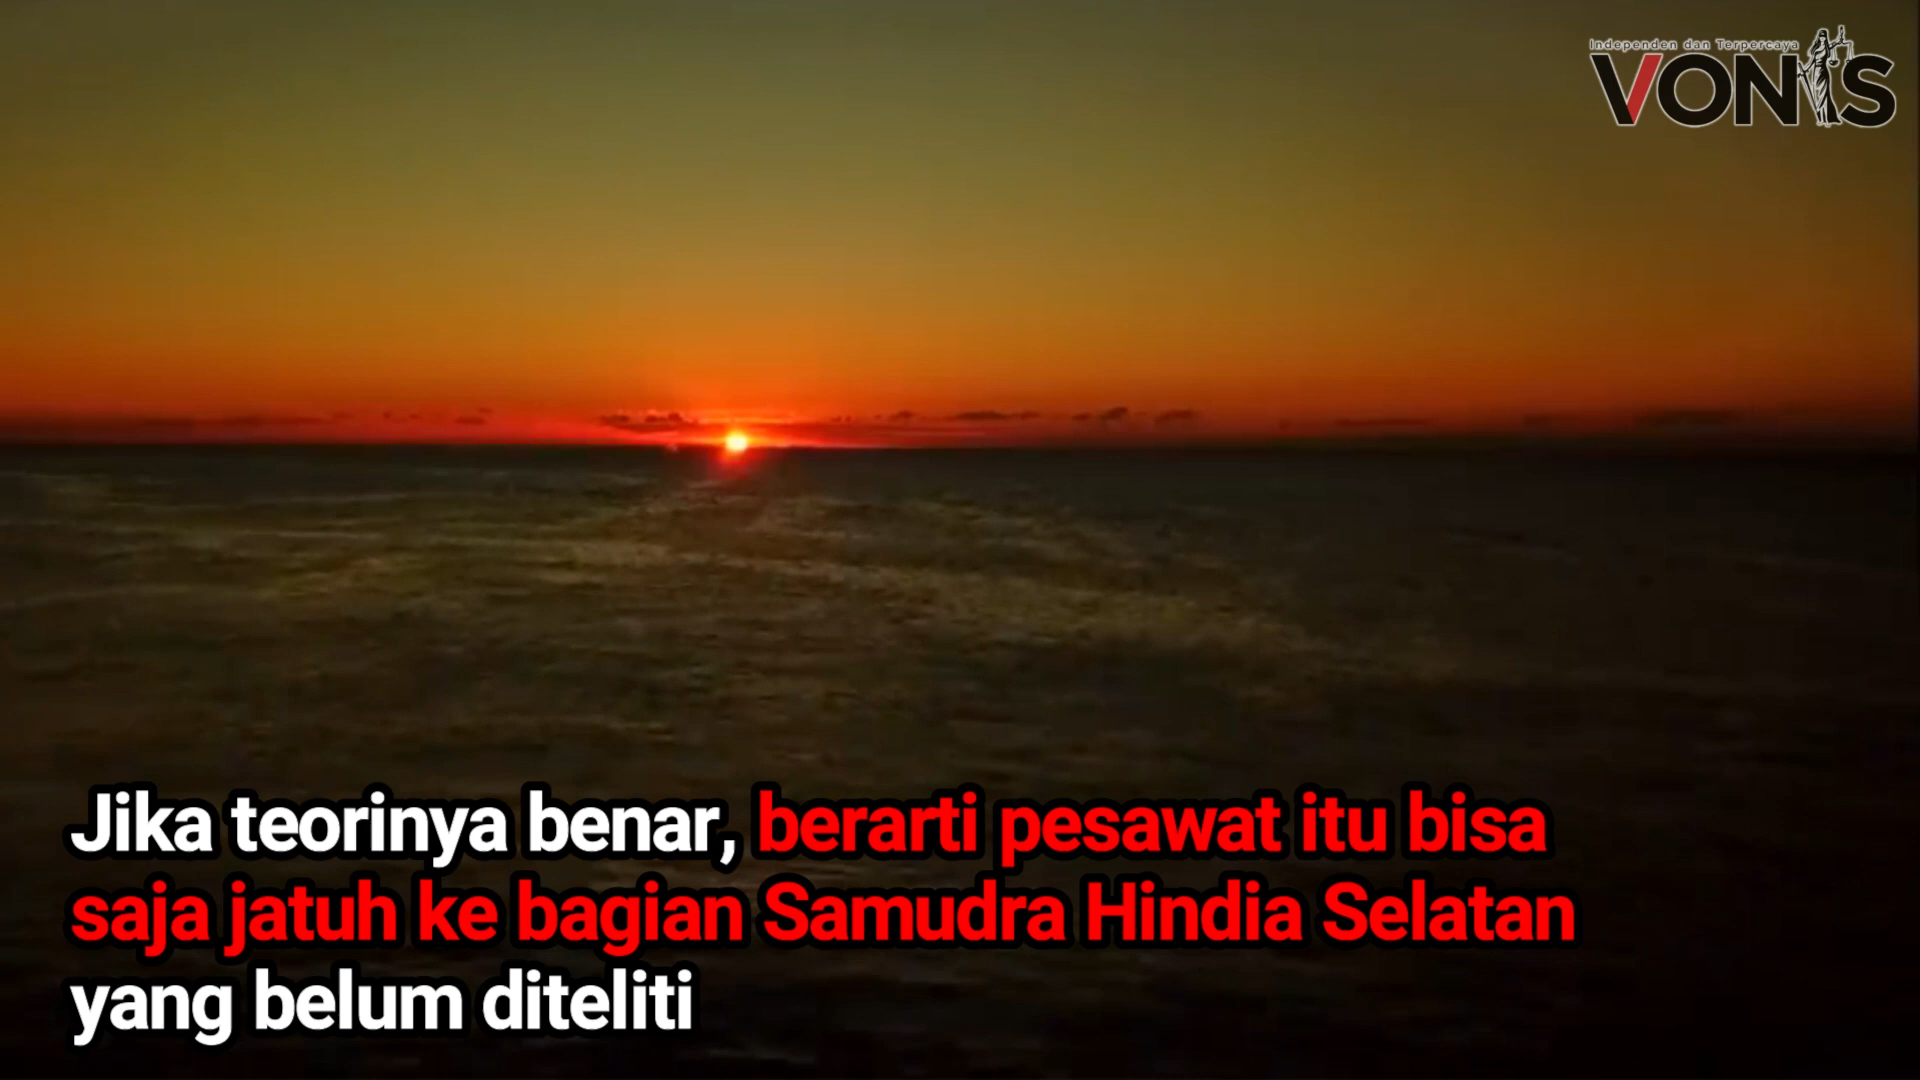 Independen dan Terpercaya
VONIS
Jika teorinya benar, berarti pesawat itu bisa
saja jatuh ke bagian Samudra Hindia Selatan
yang belum diteliti